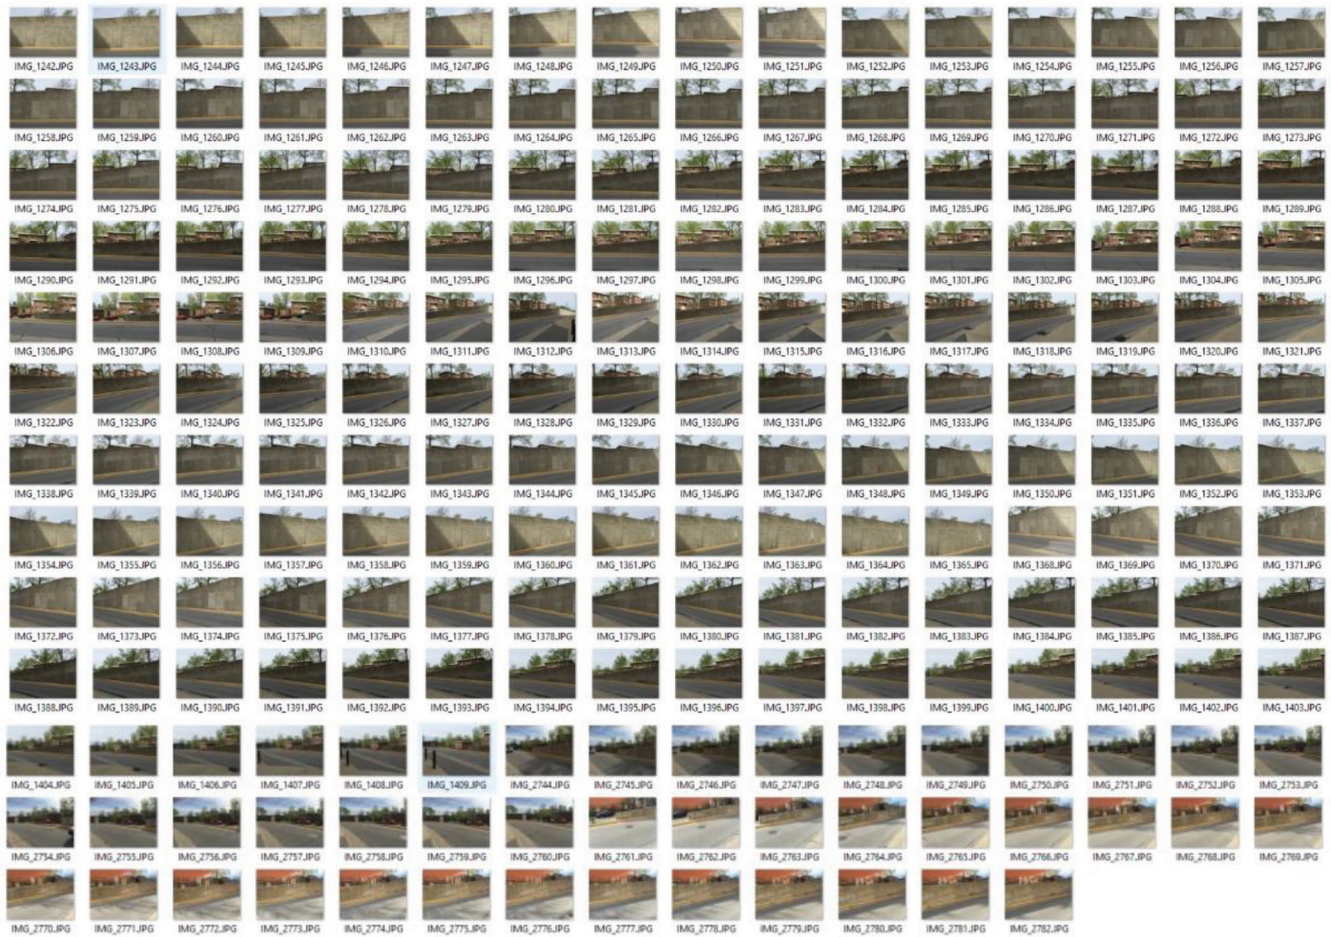 IMG_1242.JPG IMG_1243.JPG IMG_1244.JPG IMG_1245.JPG IMG_1246.JPG IMG_1247.JPG IMG_1248.JPG IMG_1249.JPG IMG_1250.JPG IMG_1251.JPG IMG_1252.JPG IMG_1253.JPG IMG_1254.JPG IMG_1255.JPG IMG_1256.JPG IMG_1257.JPG
IMG_1258.JPG IMG_1259.JPG IMG_1260.JPG IMG_1261.JPG IMG_1262.JPG IMG_1263.JPG IMG_1264.JPG IMG_1265.JPG IMG_1266.JPG IMG_1267.JPG IMG_1268.JPG IMG_1269.JPG IMG_1270.JPG IMG_1271.JPG IMG_1272.JPG IMG_1273.JPG
IMG_1274.JPG IMG_1275.JPG IMG_1276.JPG IMG_1277.JPG IMG_1278.JPG IMG_1279.JPG IMG_1280.JPG IMG_1281.JPG IMG_1282.JPG IMG_1283.JPG IMG_1284.JPG IMG_1285.JPG IMG_1286.JPG IMG_1287.JPG IMG_1288.JPG IMG_1289.JPG
IMG_1290.JPG IMG_1291.JPG IMG_1292.JPG IMG_1293.JPG IMG_1294.JPG IMG_1295.JPG IMG_1296.JPG IMG_1297.JPG IMG_1298.JPG IMG_1299.JPG IMG_1300.JPG IMG_1301.JPG IMG_1302.JPG IMG_1303.JPG IMG_1304.JPG IMG_1305.JPG
IMG_1306.JPG IMG_1307.JPG IMG_1308.JPG IMG_1309.JPG IMG_1310.JPG IMG_1311.JPG IMG_1312.JPG IMG_1313.JPG IMG_1314.JPG IMG_1315.JPG IMG_1316.JPG IMG_1317.JPG IMG_1318.JPG IMG_1319.JPG IMG_1320.JPG IMG_1321.JPG
IMG_1322.JPG IMG_1323.JPG IMG_1324.JPG IMG_1325.JPG IMG_1326.JPG IMG_1327.JPG IMG_1328.JPG IMG_1329.JPG IMG_1330.JPG IMG_1331.JPG IMG_1332.JPG IMG_1333.JPG IMG_1334.JPG IMG_1335.JPG IMG_1336.JPG IMG_1337.JPG
IMG_1338.JPG IMG_1339.JPG IMG_1340.JPG IMG_1341.JPG IMG_1342.JPG IMG_1343.JPG IMG_1344.JPG IMG_1345.JPG IMG_1346.JPG IMG_1347.JPG IMG_1348.JPG IMG_1349.JPG IMG_1350.JPG IMG_1351.JPG IMG_1352.JPG IMG_1353.JPG
IMG_1354.JPG IMG_1355.JPG IMG_1356.JPG IMG_1357.JPG IMG_1358.JPG IMG_1359.JPG IMG_1360.JPG IMG_1361.JPG IMG_1362.JPG IMG_1363.JPG IMG_1364.JPG IMG_1365.JPG IMG_1368.JPG IMG_1369.JPG IMG_1370.JPG IMG_1371.JPG
IMG_1372.JPG IMG_1373.JPG IMG_1374.JPG IMG_1375.JPG IMG_1376.JPG IMG_1377.JPG IMG_1378.JPG IMG_1379.JPG IMG_1380.JPG IMG_1381.JPG IMG_1382.JPG IMG_1383.JPG IMG_1384.JPG IMG_1385.JPG IMG_1386.JPG IMG_1387.JPG
IMG_1388.JPG IMG_1389.JPG IMG_1390.JPG IMG_1391.JPG IMG_1392.JPG IMG_1393.JPG IMG_1394.JPG IMG_1395.JPG IMG_1396.JPG IMG_1397.JPG IMG_1398.JPG IMG_1399.JPG IMG_1400.JPG IMG_1401.JPG IMG_1402.JPG IMG_1403.JPG
IMG_1404.JPG IMG_1405.JPG IMG_1406.JPG IMG_1407.JPG IMG_1408.JPG IMG_1409.JPG IMG_2744.JPG IMG_2745.JPG IMG_2746.JPG IMG_2747.JPG IMG_2748.JPG IMG_2749.JPG IMG_2750.JPG IMG_2751.JPG IMG_2752.JPG IMG_2753.JPG
IMG_2754.JPG IMG_2755.JPG IMG_2756.JPG IMG_2757.JPG IMG_2758.JPG IMG_2759.JPG IMG_2760.JPG IMG_2761.JPG IMG_2762.JPG IMG_2763.JPG IMG_2764.JPG IMG_2765.JPG IMG_2766.JPG IMG_2767.JPG IMG_2768.JPG IMG_2769.JPG
IMG_2770.JPG IMG_2771.JPG IMG_2772.JPG IMG_2773.JPG IMG_2774.JPG IMG_2775.JPG IMG_2776.JPG IMG_2777.JPG IMG_2778.JPG IMG_2779.JPG IMG_2780.JPG IMG_2781.JPG IMG_2782.JPG